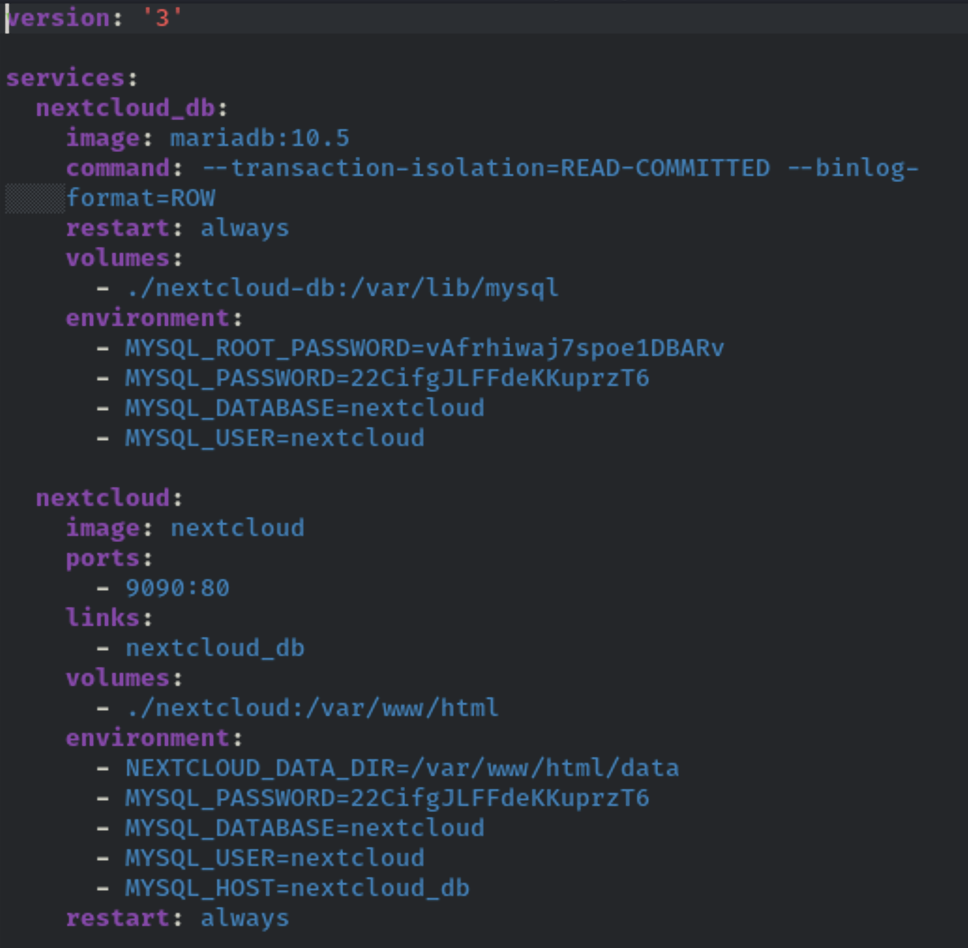 version: '3'

services:
  nextcloud_db:
    image: mariadb:10.5
    command: --transaction-isolation=READ-COMMITTED --binlog-
    format=ROW
    restart: always
    volumes:
      - ./nextcloud-db:/var/lib/mysql
    environment:
      - MYSQL_ROOT_PASSWORD=vAfrhiwaj7spoe1DBARv
      - MYSQL_PASSWORD=22CifgJLFFdeKKuprzT6
      - MYSQL_DATABASE=nextcloud
      - MYSQL_USER=nextcloud

  nextcloud:
    image: nextcloud
    ports:
      - 9090:80
    links:
      - nextcloud_db
    volumes:
      - ./nextcloud:/var/www/html
    environment:
      - NEXTCLOUD_DATA_DIR=/var/www/html/data
      - MYSQL_PASSWORD=22CifgJLFFdeKKuprzT6
      - MYSQL_DATABASE=nextcloud
      - MYSQL_USER=nextcloud
      - MYSQL_HOST=nextcloud_db
    restart: always